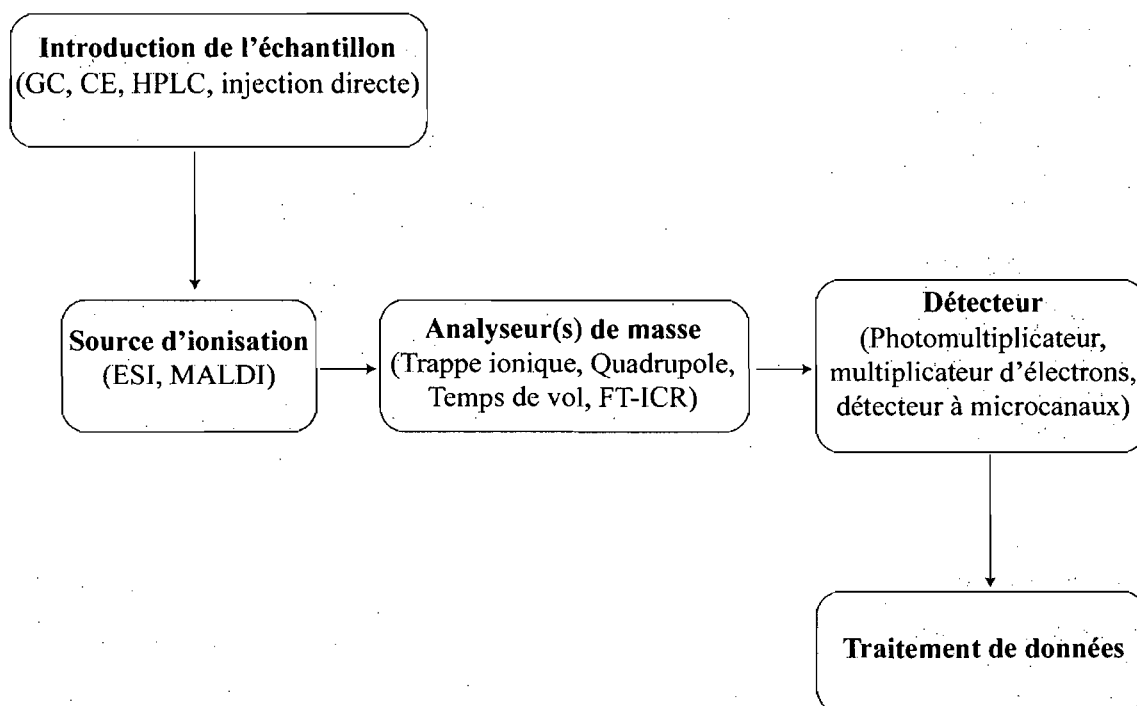 Introduction de l'échantillon
(GC, CE, HPLC, injection directe)
Source d'ionisation
(ESI, MALDI)
Analyseur(s) de masse
(Trappe ionique, Quadrupole,
Temps de vol, FT-ICR)
Détecteur
(Photomultiplicateur,
multiplicateur d'électrons,
détecteur à microcanaux)
Traitement de données